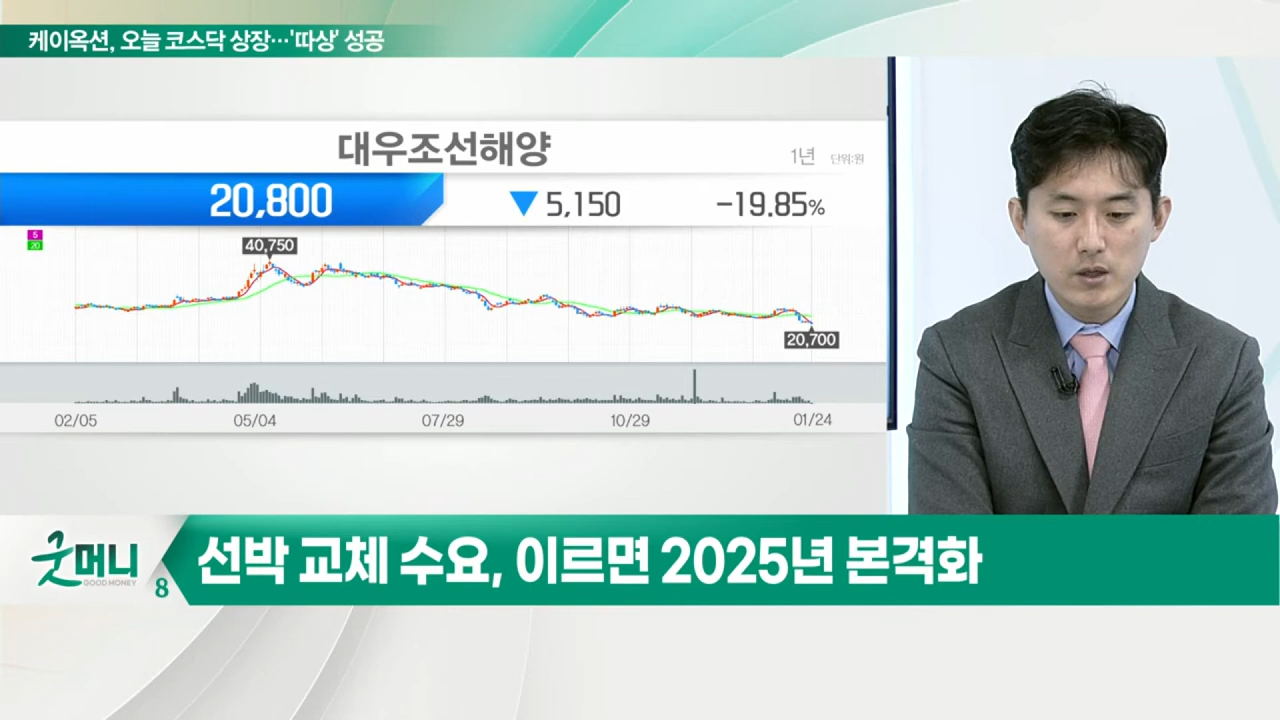 케이옥션, 오늘 코스닥 상장…'따상' 성공
대우조선해양
1년 단위:원
20,800 ▼ 5,150 -19.85%
5
20
40,750
20,700
02/05 05/04 07/29 10/29 01/24
굿머니
GOOD MONEY
8
선박 교체 수요, 이르면 2025년 본격화